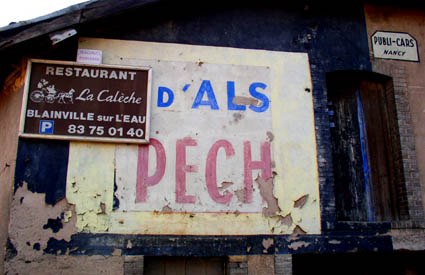 RESTAURANT
La Calèche
BLAINVILLE sur L'EAU
P 83 75 01 40
D'ALS
PECH
PUBLI-CARS
NANCY